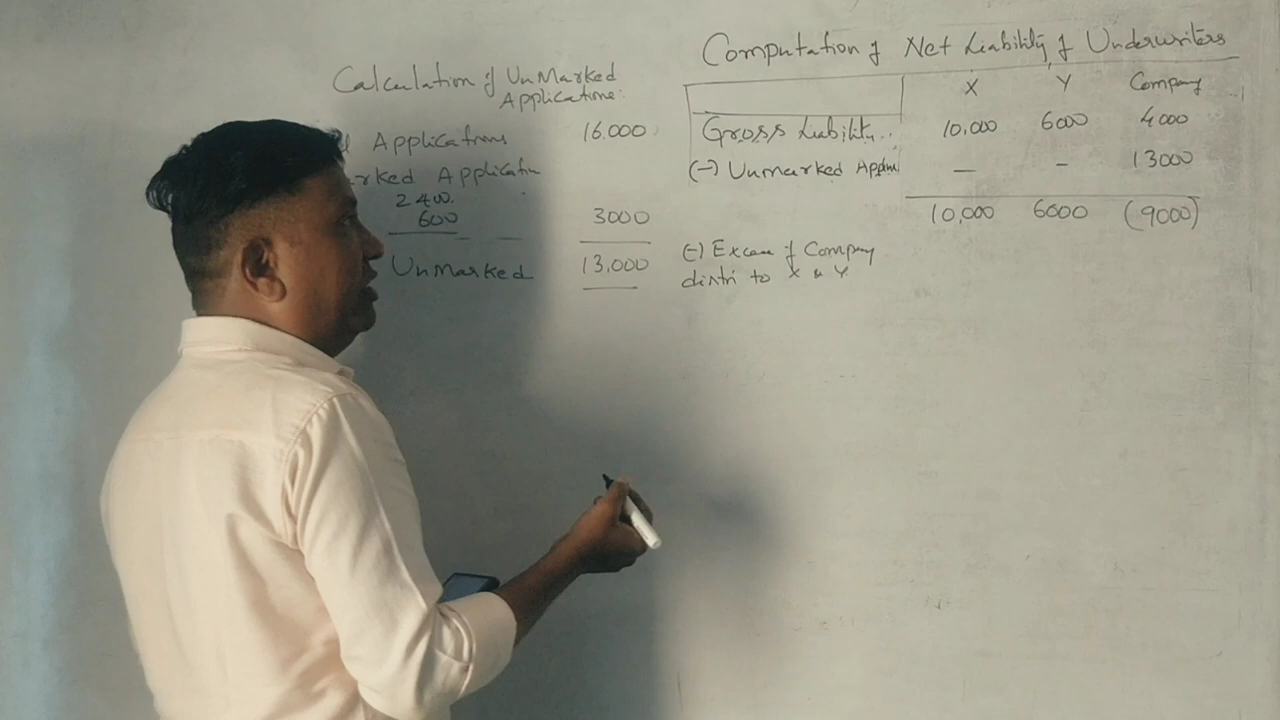 Calculation of UnMarked
Applications:
Applications 16.000
rked Application
2400.
600 3000
UnMarked 13,000
Computation of Net Liability of Underwriters
X Y Company
Gross Liability.. 10,000 6000 4000
(-) Unmarked — - 13000
10,000 6000 (9000)
(-) Excess of Company
distri to X & Y